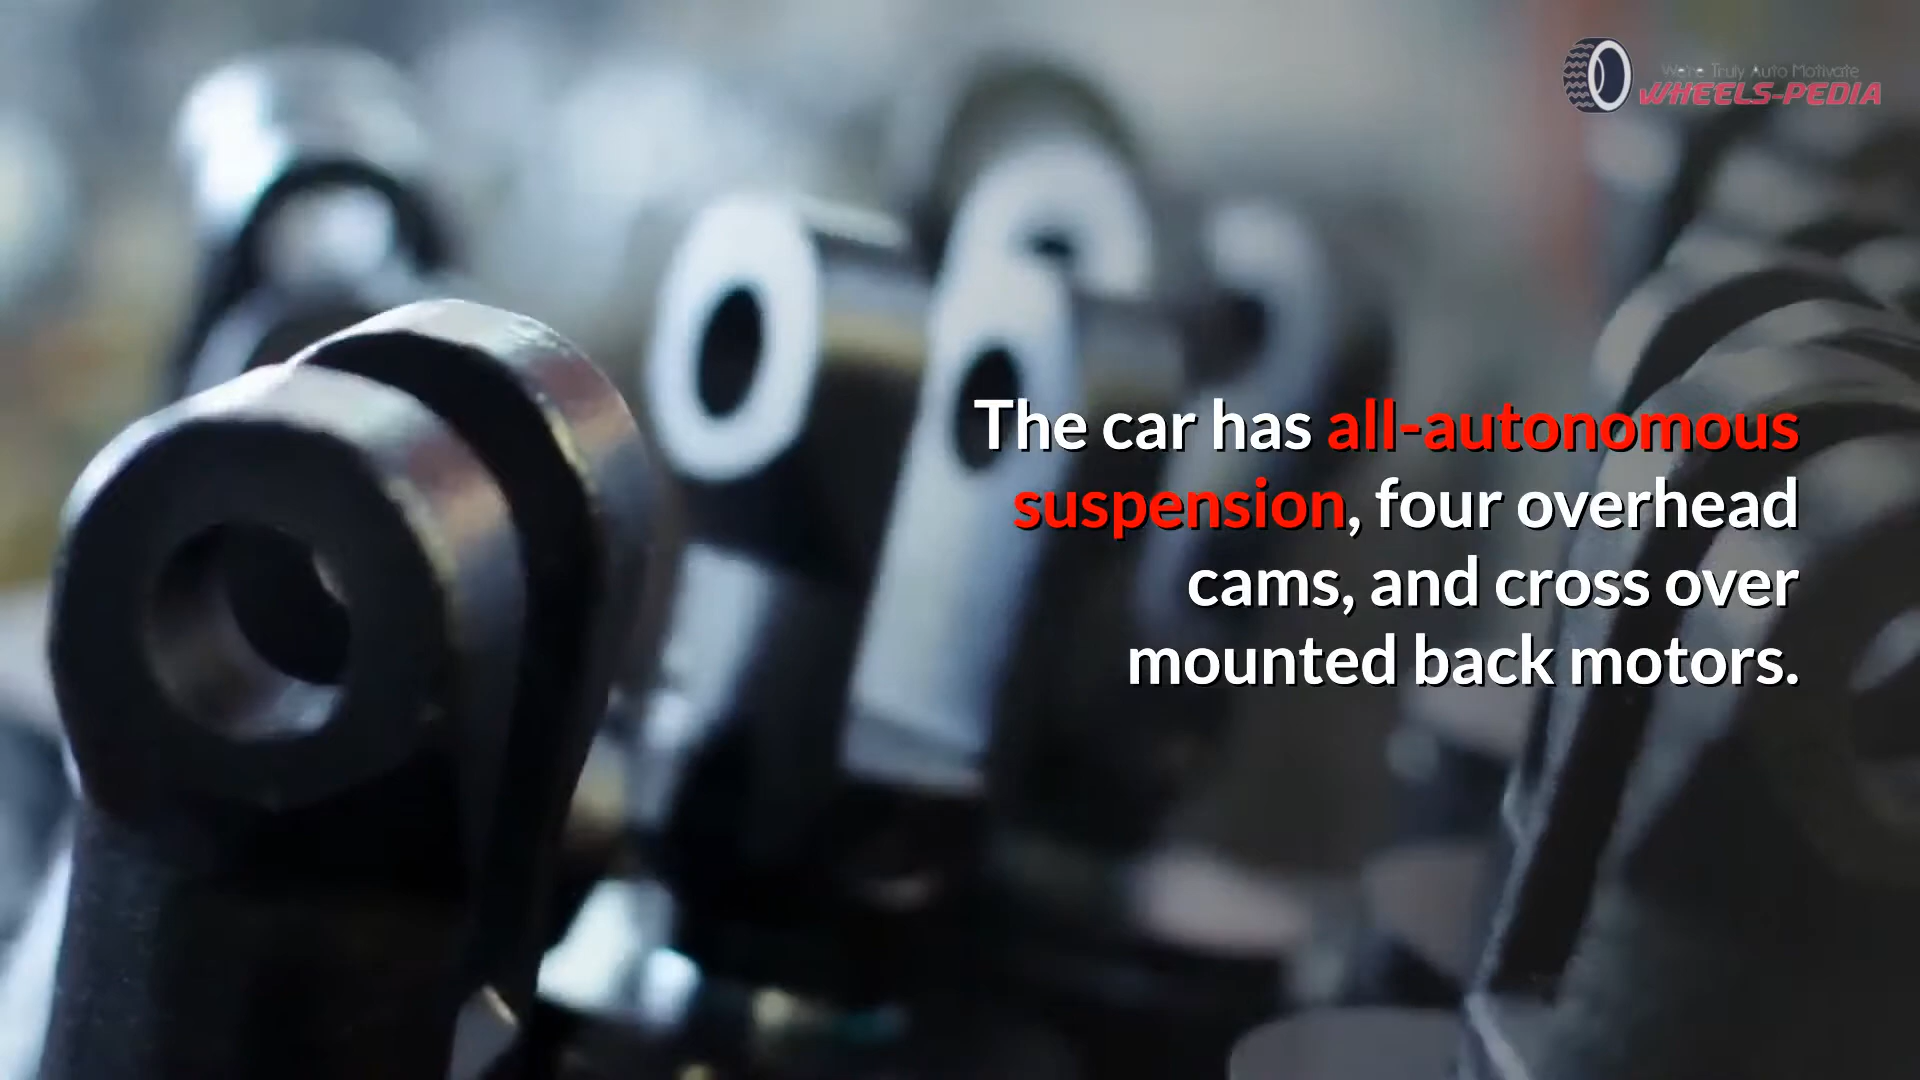 We're Truly Auto Motivate
WHEELS-PEDIA
The car has all-autonomous
suspension, four overhead
cams, and cross over
mounted back motors.